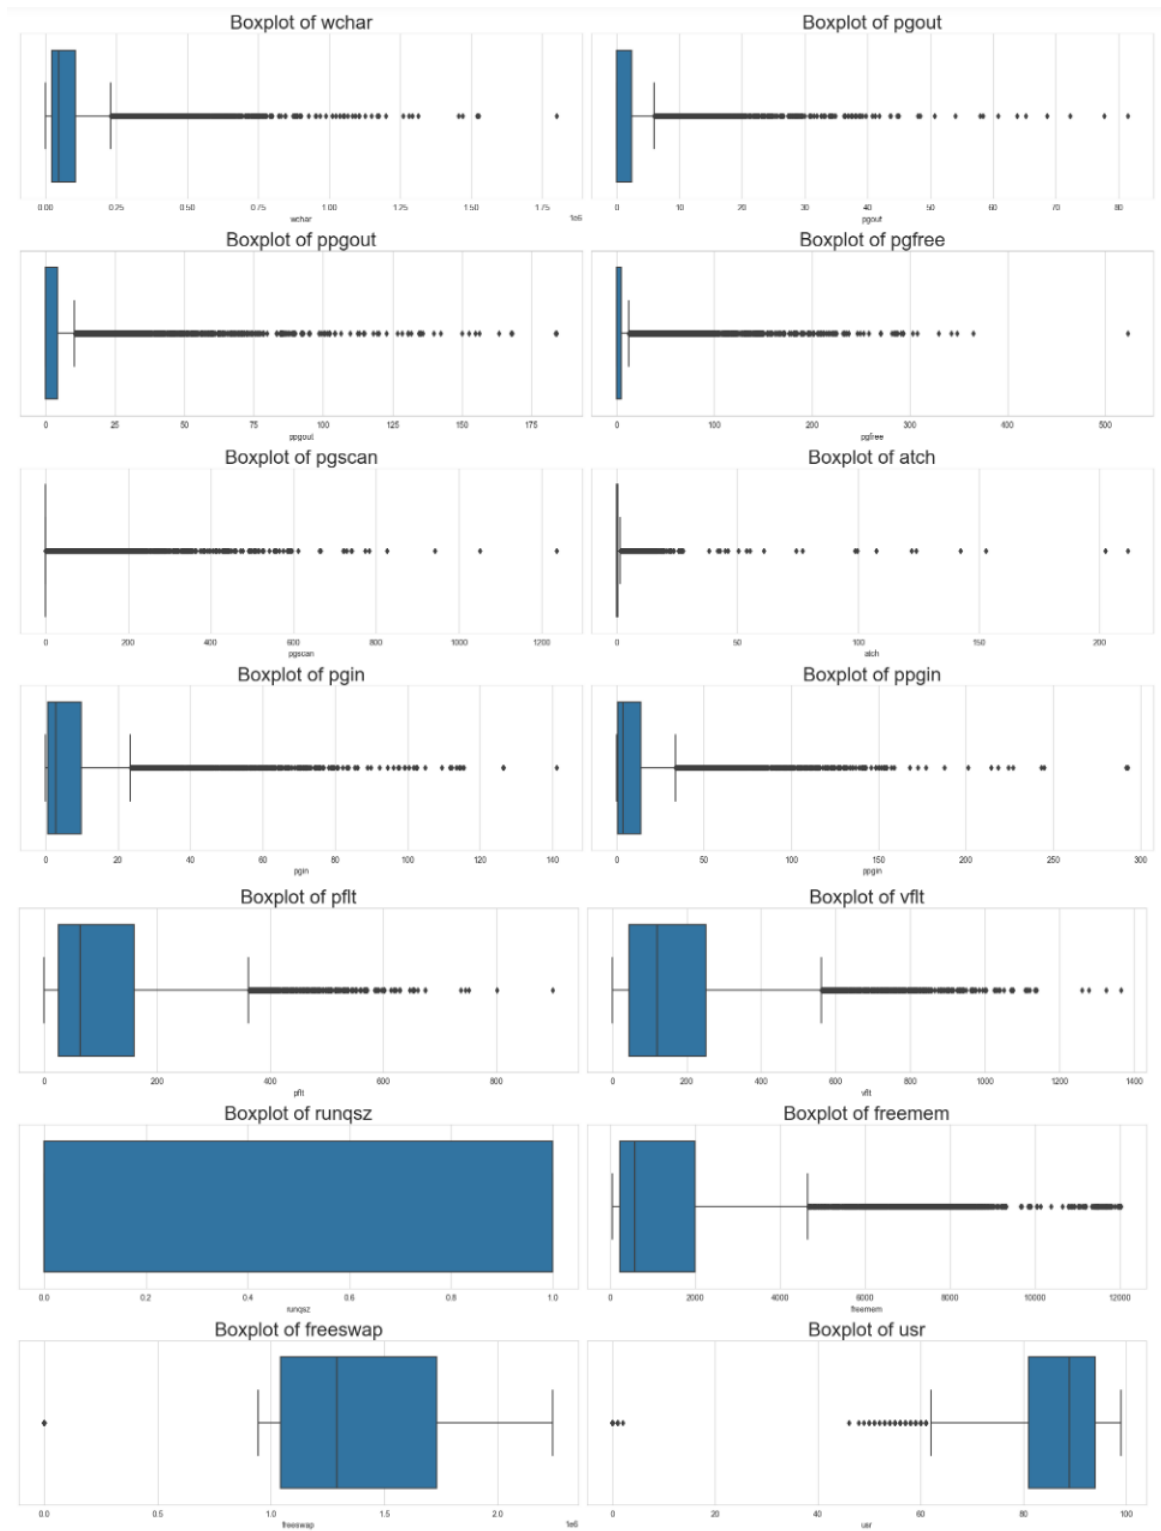 Boxplot of wchar Boxplot of pgout
0.00 0.25 0.50 0.75 1.00 1.25 1.50 1.75 0 10 20 30 40 50 60 70 80
wchar 1e6 pgout
Boxplot of ppgout Boxplot of pgfree
0 25 50 75 100 125 150 175 0 100 200 300 400 500
ppgout pgfree
Boxplot of pgscan Boxplot of atch
0 200 400 600 800 1000 1200 0 50 100 150 200
pgscan atch
Boxplot of pgin Boxplot of ppgin
0 20 40 60 80 100 120 140 0 50 100 150 200 250 300
pgin ppgin
Boxplot of pflt Boxplot of vflt
0 200 400 600 800 0 200 400 600 800 1000 1200 1400
pflt vflt
Boxplot of runqsz Boxplot of freemem
0.0 0.2 0.4 0.6 0.8 1.0 0 2000 4000 6000 8000 10000 12000
runqsz freemem
Boxplot of freeswap Boxplot of usr
0.0 0.5 1.0 1.5 2.0 0 20 40 60 80 100
freeswap 1e6 usr